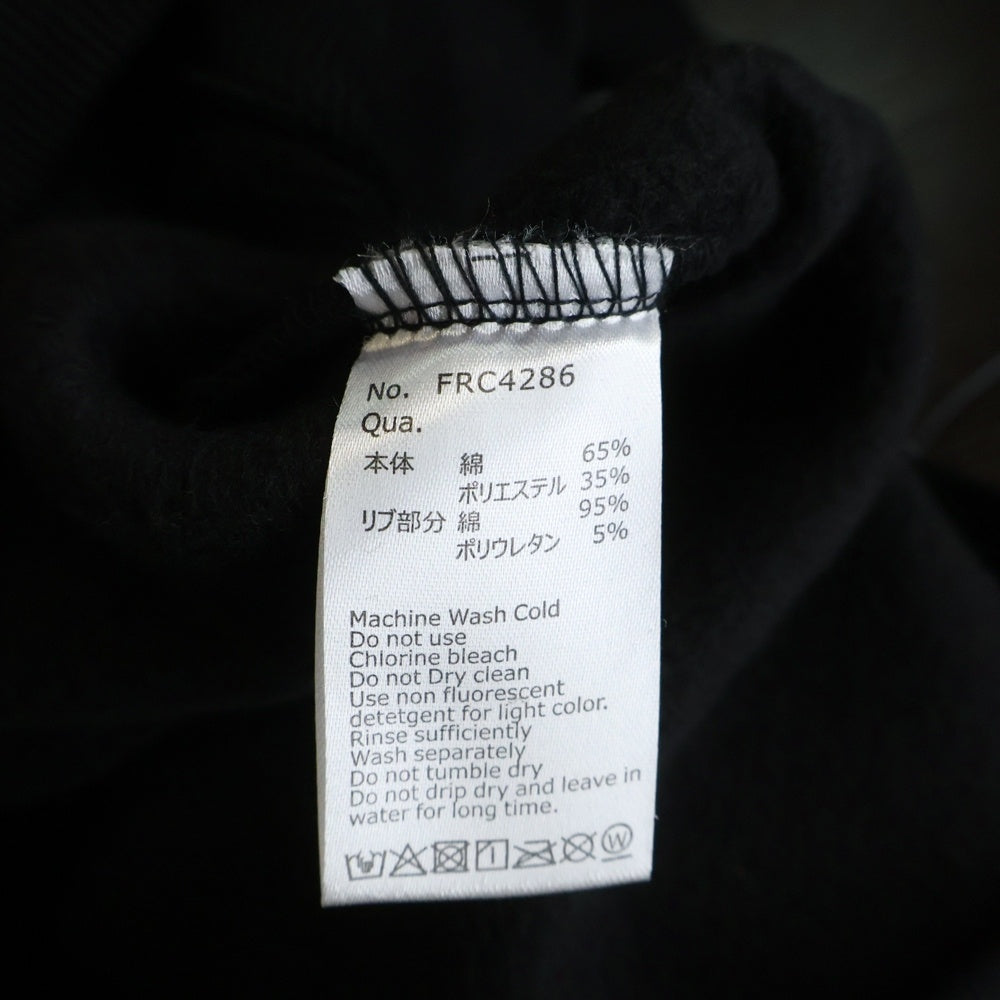 No. FRC4286
Qua.
本体 綿 65%
ポリエステル 35%
リブ部分 綿 95%
ポリウレタン 5%
Machine Wash Cold
Do not use
Chlorine bleach
Do not Dry clean
Use non fluorescent
detetgent for light color.
Rinse sufficiently
Wash separately
Do not tumble dry
Do not drip dry and leave in
water for long time.
W